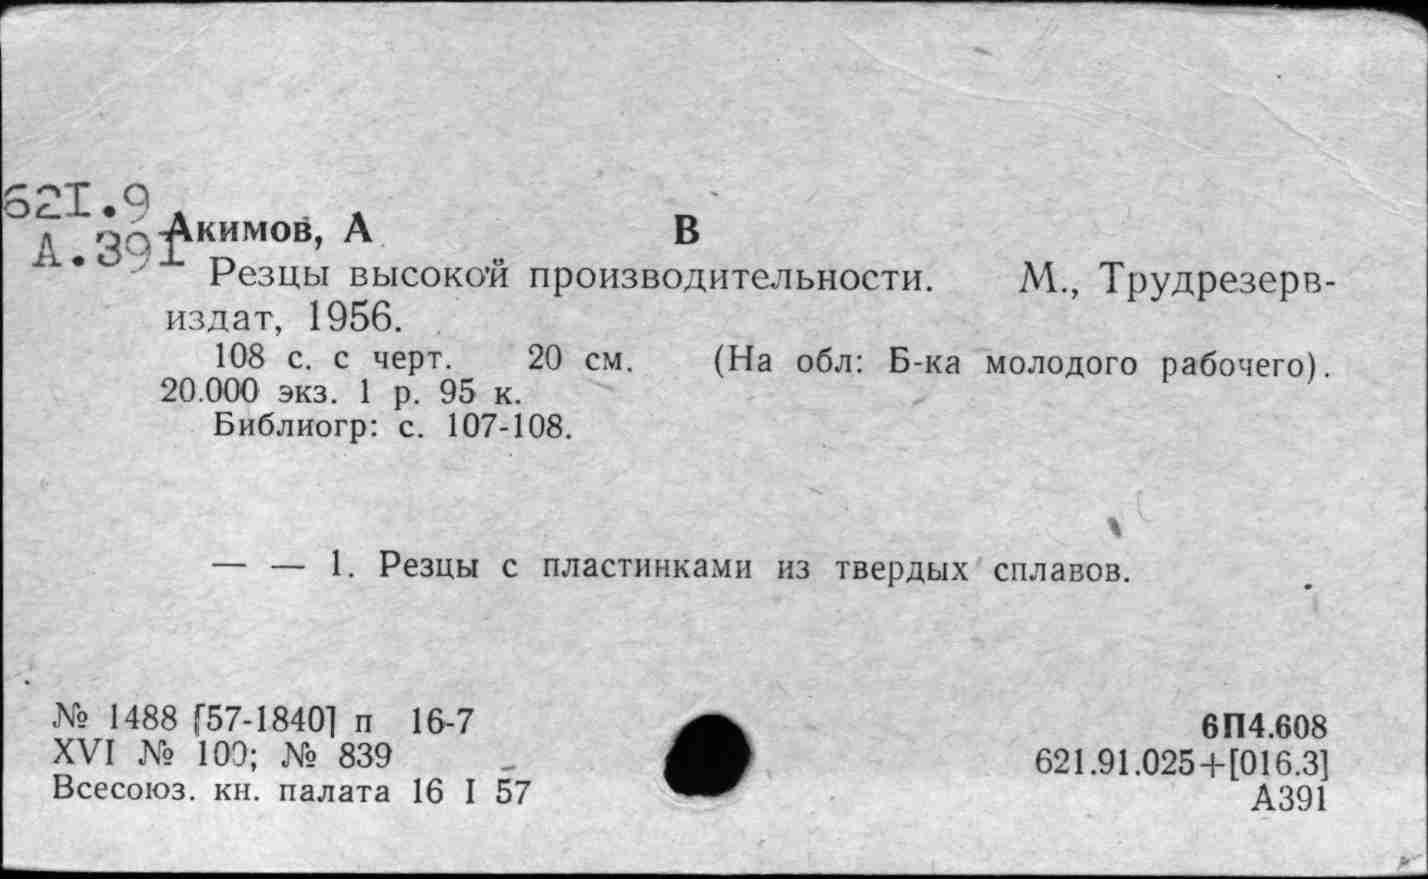 621.9
А.391
Акимов, А В
Резцы высокой производительности. М., Трудрезерв-
издат, 1956.
108 с. с черт. 20 см. (На обл: Б-ка молодого рабочего).
20.000 экз. 1 р. 95 к.
Библиогр: с. 107-108.
— — 1. Резцы с пластинками из твердых сплавов.
№ 1488 [57-1840] п 16-7
XVI № 100; № 839
Всесоюз. кн. палата 16 I 57
6П4.608
621.91.025+[016.3]
А391